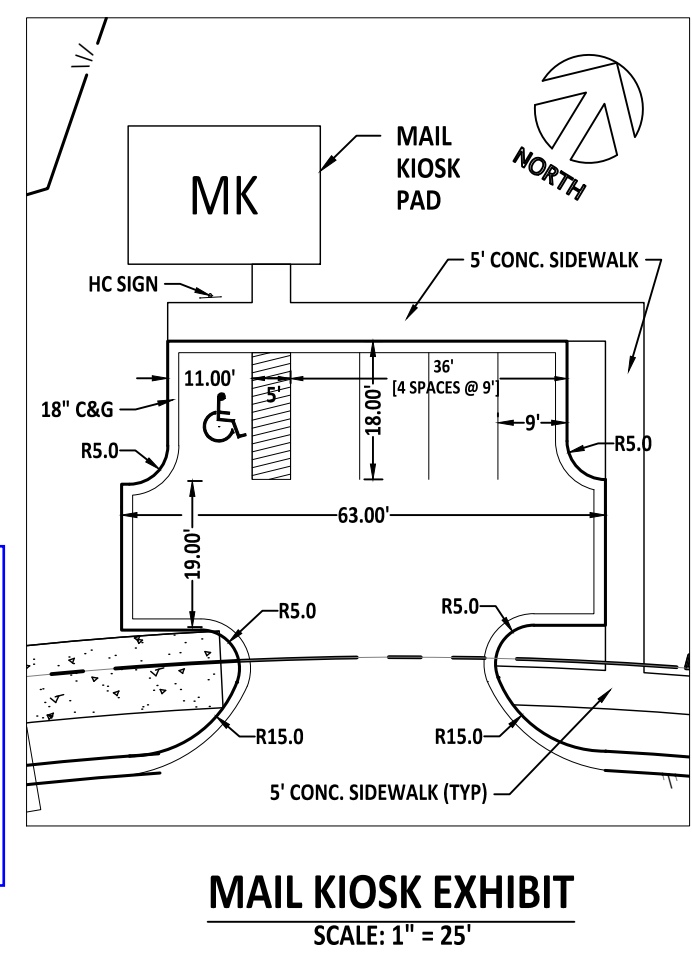 MAIL
KIOSK
PAD
MK
NORTH
5' CONC. SIDEWALK
HC SIGN
36'
[4 SPACES @ 9']
11.00'
5'
18.00'
18" C&G
9'
R5.0
R5.0
63.00'
19.00'
R5.0
R5.0
R15.0
R15.0
5' CONC. SIDEWALK (TYP)
MAIL KIOSK EXHIBIT
SCALE: 1" = 25'